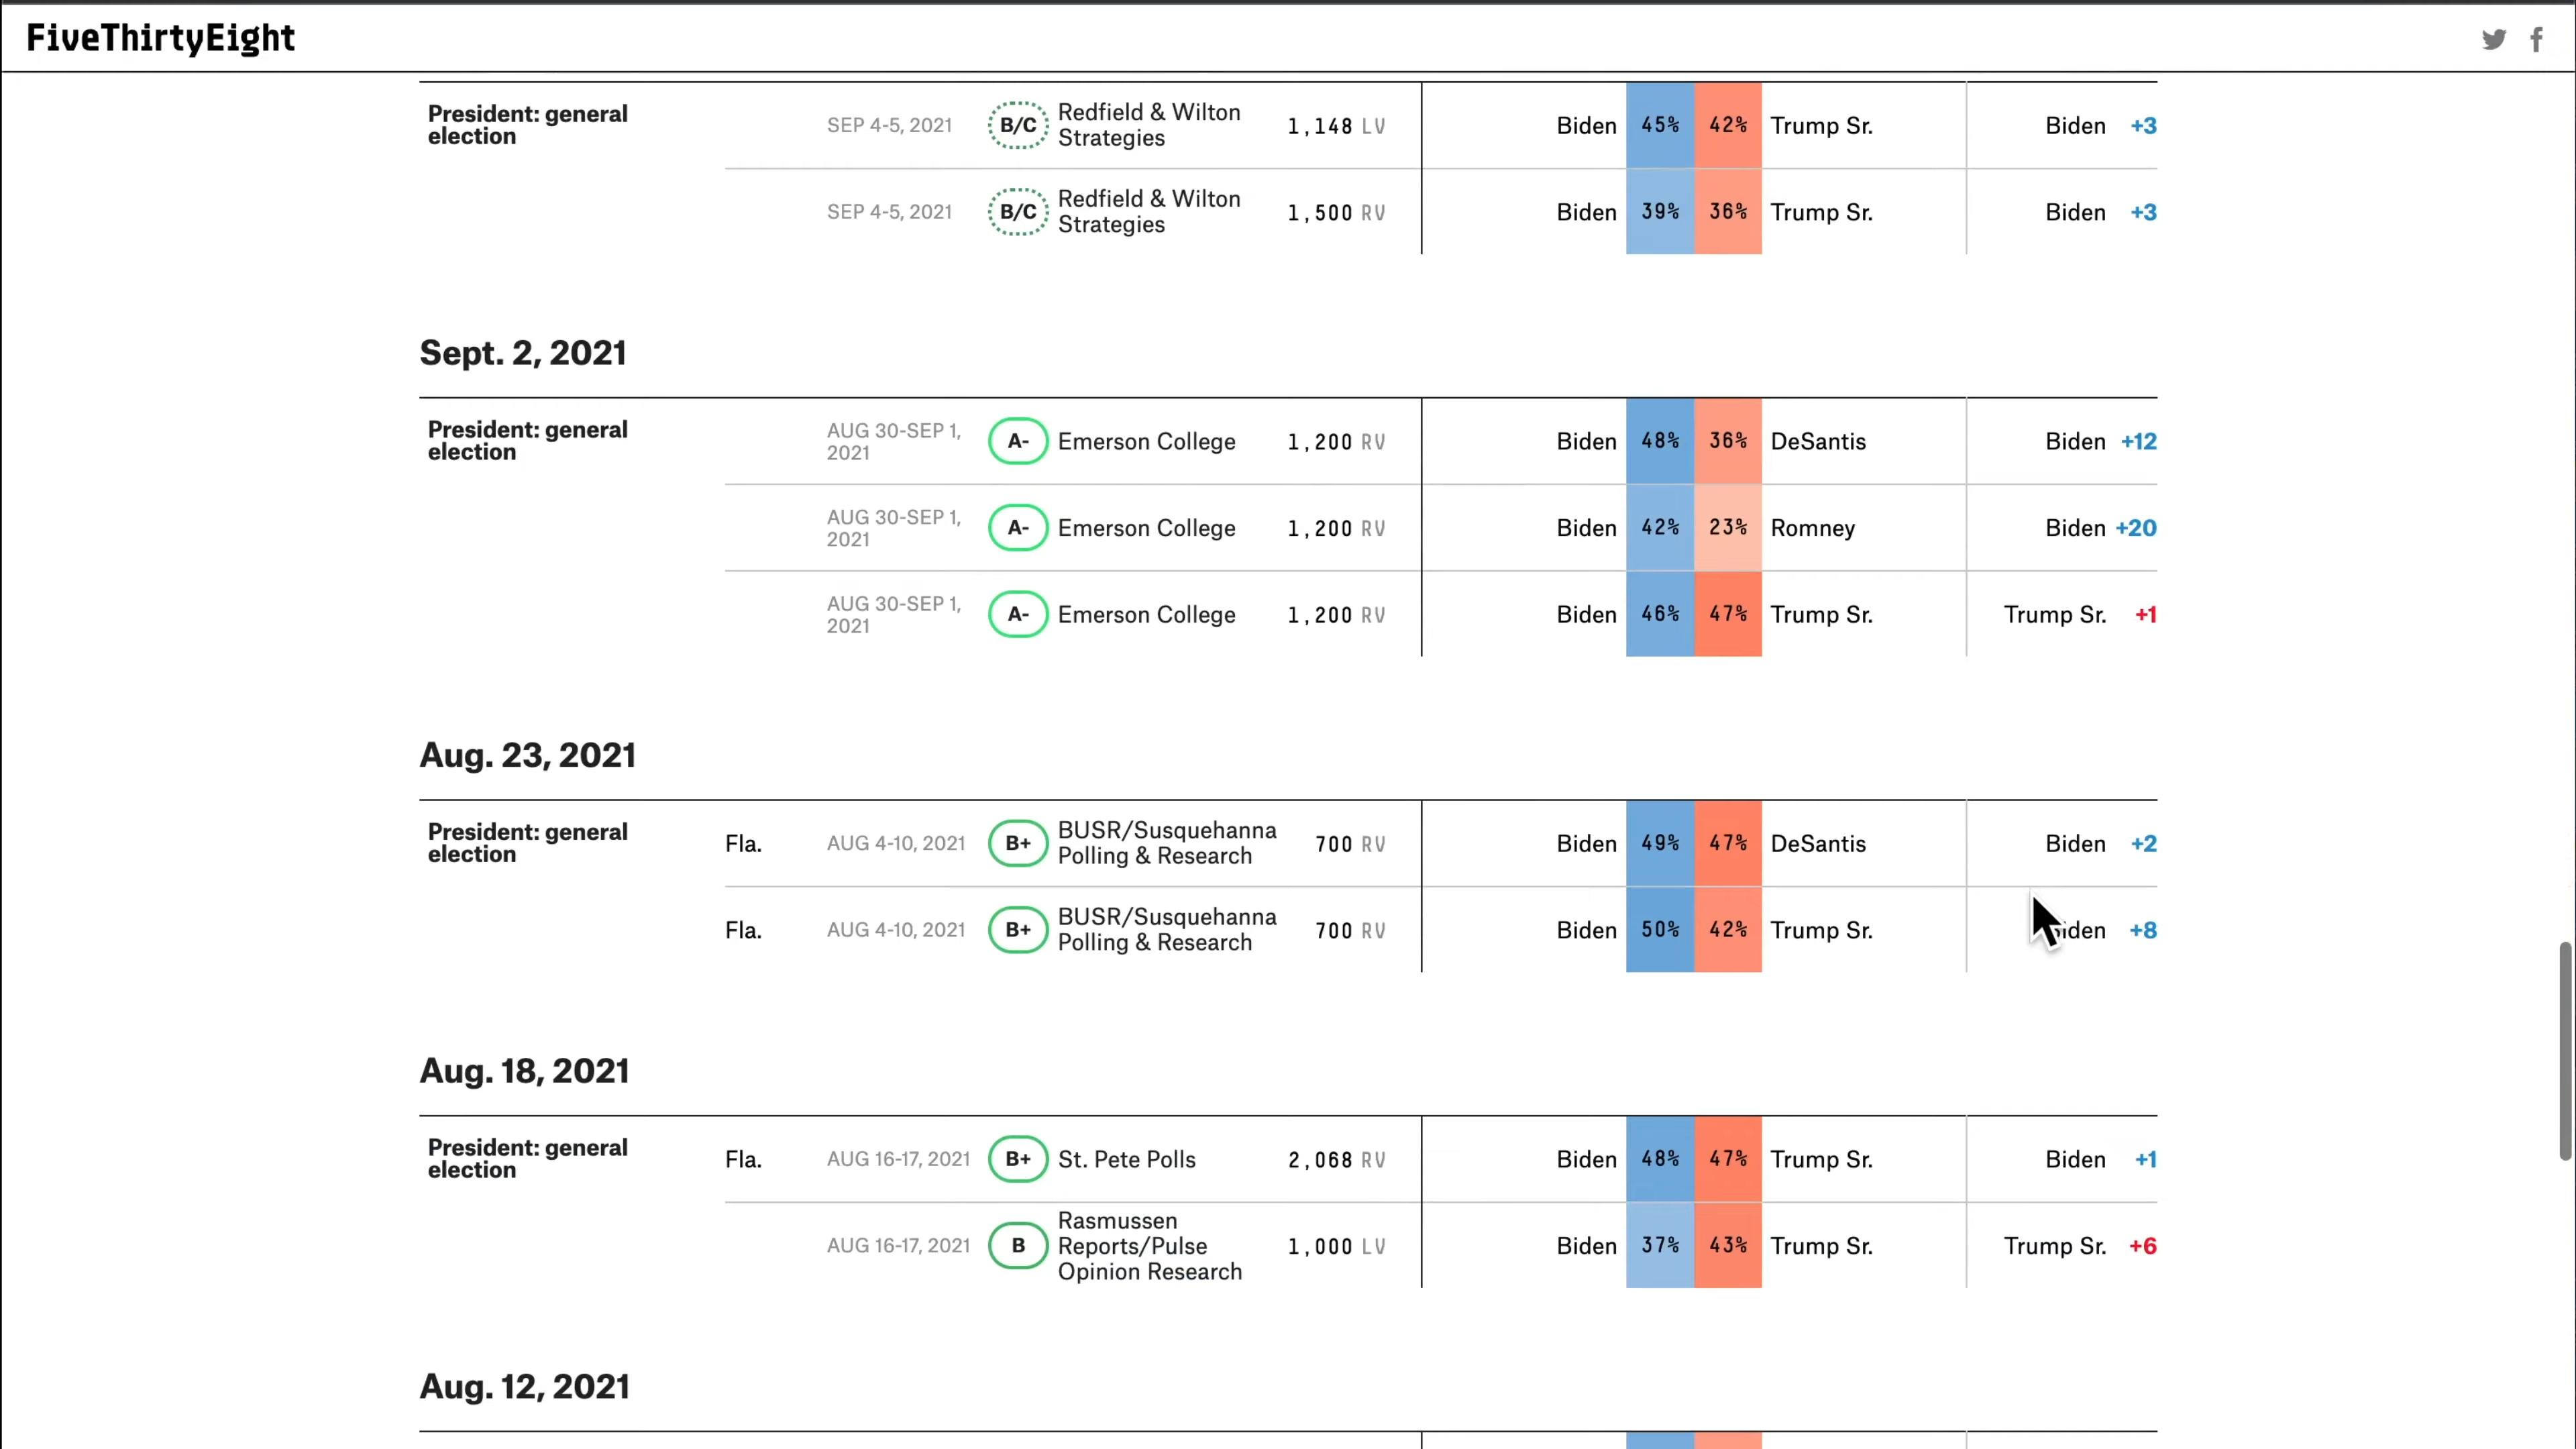 FiveThirtyEight
President: general
election
SEP 4-5, 2021 B/C Redfield & Wilton
Strategies 1,148 LV Biden 45% 42% Trump Sr. Biden +3
SEP 4-5, 2021 B/C Redfield & Wilton
Strategies 1,500 RV Biden 39% 36% Trump Sr. Biden +3
Sept. 2, 2021
President: general
election
AUG 30-SEP 1,
2021 A- Emerson College 1,200 RV Biden 48% 36% DeSantis Biden +12
AUG 30-SEP 1,
2021 A- Emerson College 1,200 RV Biden 42% 23% Romney Biden +20
AUG 30-SEP 1,
2021 A- Emerson College 1,200 RV Biden 46% 47% Trump Sr. Trump Sr. +1
Aug. 23, 2021
President: general
election
Fla. AUG 4-10, 2021 B+ BUSR/Susquehanna
Polling & Research 700 RV Biden 49% 47% DeSantis Biden +2
Fla. AUG 4-10, 2021 B+ BUSR/Susquehanna
Polling & Research 700 RV Biden 50% 42% Trump Sr. Biden +8
Aug. 18, 2021
President: general
election
Fla. AUG 16-17, 2021 B+ St. Pete Polls 2,068 RV Biden 48% 47% Trump Sr. Biden +1
AUG 16-17, 2021 B Rasmussen
Reports/Pulse
Opinion Research 1,000 LV Biden 37% 43% Trump Sr. Trump Sr. +6
Aug. 12, 2021